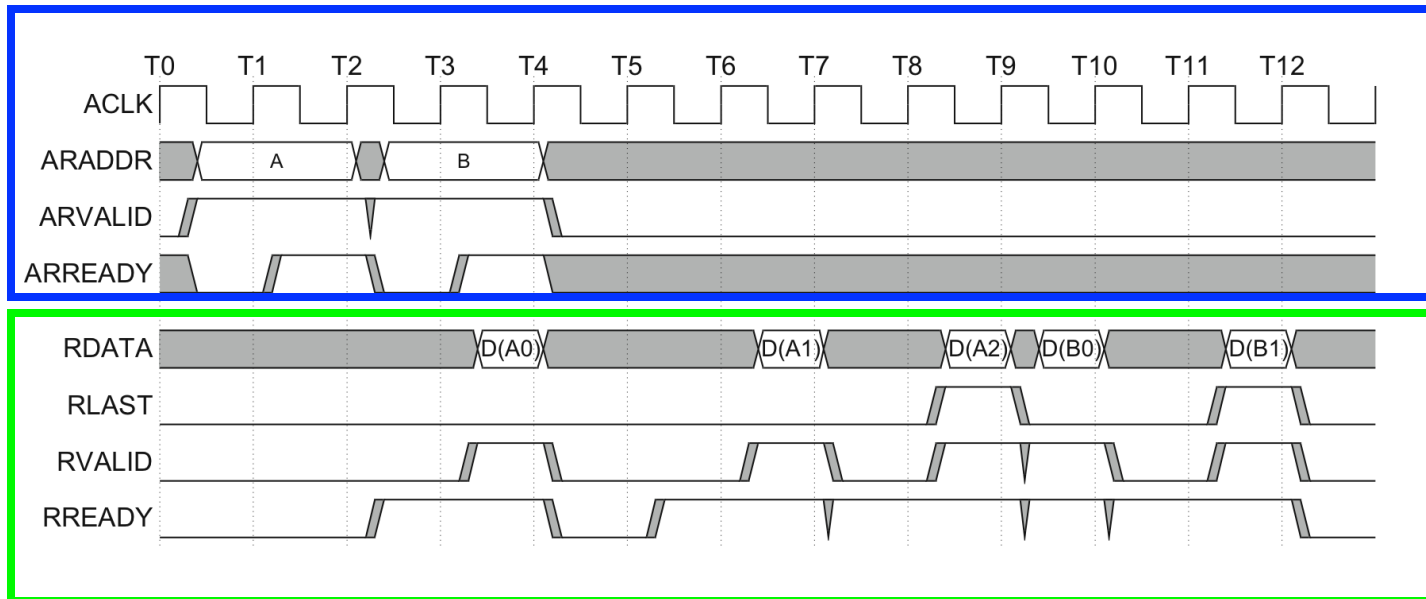 T0 T1 T2 T3 T4 T5 T6 T7 T8 T9 T10 T11 T12
ACLK
ARADDR A B
ARVALID
ARREADY
RDATA D(A0) D(A1) D(A2) D(B0) D(B1)
RLAST
RVALID
RREADY